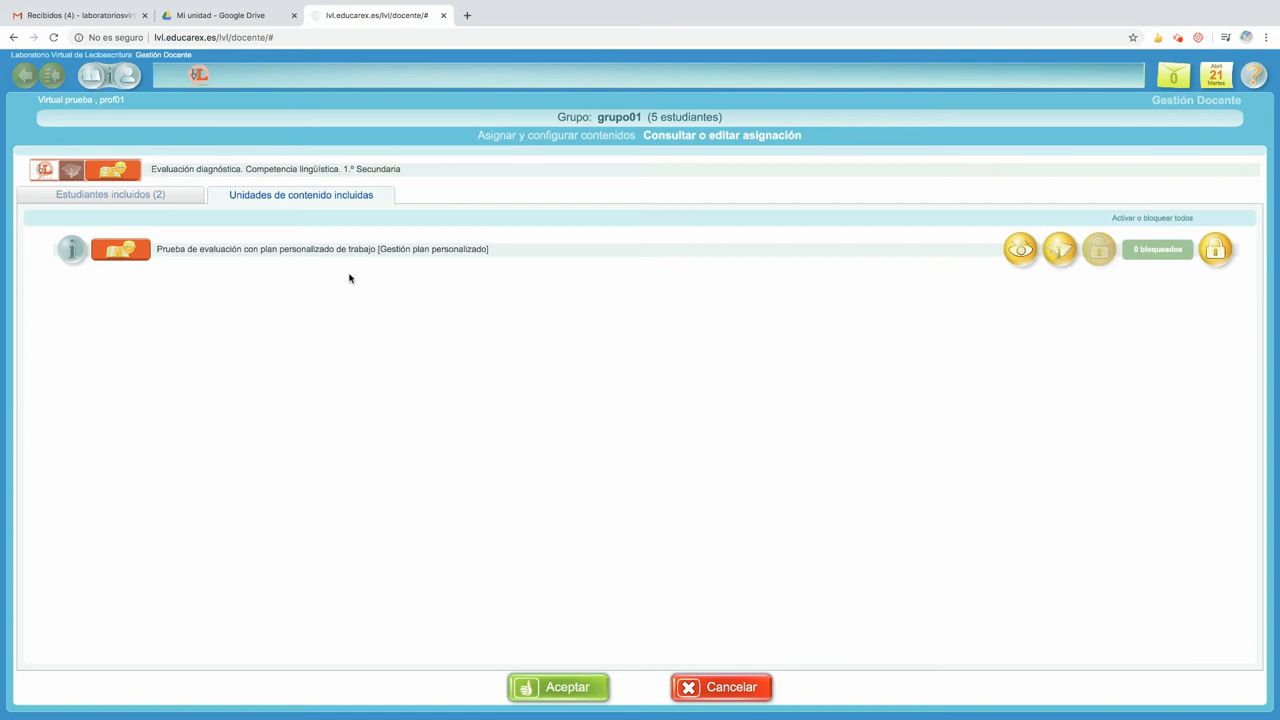 Recibidos (4) - laboratoriosvirt
Mi unidad - Google Drive
lvl.educarex.es/lvl/docente/#
No es seguro
lvl.educarex.es/lvl/docente/#
Laboratorio Virtual de Lectoescritura Gestión Docente
0
Abril
21
Martes
?
Virtual prueba , prof01
Gestión Docente
Grupo: grupo01 (5 estudiantes)
Asignar y configurar contenidos Consultar o editar asignación
Evaluación diagnóstica. Competencia lingüística. 1.º Secundaria
Estudiantes incluidos (2)
Unidades de contenido incluidas
Activar o bloquear todos
Prueba de evaluación con plan personalizado de trabajo [Gestión plan personalizado]
0 bloqueados
Aceptar
Cancelar